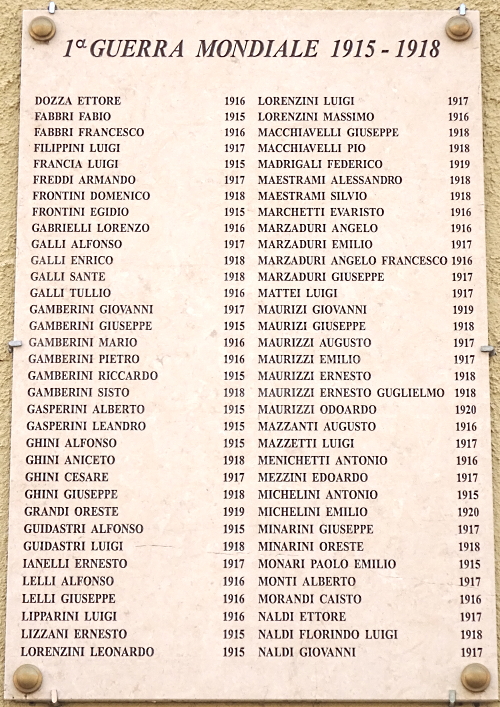 1ª GUERRA MONDIALE 1915 - 1918
DOZZA ETTORE 1916
FABBRI FABIO 1915
FABBRI FRANCESCO 1916
FILIPPINI LUIGI 1917
FRANCIA LUIGI 1915
FREDDI ARMANDO 1917
FRONTINI DOMENICO 1918
FRONTINI EGIDIO 1915
GABRIELLI LORENZO 1916
GALLI ALFONSO 1917
GALLI ENRICO 1918
GALLI SANTE 1918
GALLI TULLIO 1916
GAMBERINI GIOVANNI 1917
GAMBERINI GIUSEPPE 1915
GAMBERINI MARIO 1916
GAMBERINI PIETRO 1916
GAMBERINI RICCARDO 1915
GAMBERINI SISTO 1918
GASPERINI ALBERTO 1915
GASPERINI LEANDRO 1915
GHINI ALFONSO 1915
GHINI ANICETO 1918
GHINI CESARE 1917
GHINI GIUSEPPE 1918
GRANDI ORESTE 1919
GUIDASTRI ALFONSO 1915
GUIDASTRI LUIGI 1918
IANELLI ERNESTO 1917
LELLI ALFONSO 1916
LELLI GIUSEPPE 1916
LIPPARINI LUIGI 1916
LIZZANI ERNESTO 1915
LORENZINI LEONARDO 1915
LORENZINI LUIGI 1917
LORENZINI MASSIMO 1916
MACCHIAVELLI GIUSEPPE 1918
MACCHIAVELLI PIO 1918
MADRIGALI FEDERICO 1919
MAESTRAMI ALESSANDRO 1918
MAESTRAMI SILVIO 1918
MARCHETTI EVARISTO 1916
MARZADURI ANGELO 1916
MARZADURI EMILIO 1917
MARZADURI ANGELO FRANCESCO 1916
MARZADURI GIUSEPPE 1917
MATTEI LUIGI 1917
MAURIZI GIOVANNI 1919
MAURIZI GIUSEPPE 1918
MAURIZZI AUGUSTO 1917
MAURIZZI EMILIO 1917
MAURIZZI ERNESTO 1918
MAURIZZI ERNESTO GUGLIELMO 1918
MAURIZZI ODOARDO 1920
MAZZANTI AUGUSTO 1916
MAZZETTI LUIGI 1917
MENICHETTI ANTONIO 1916
MEZZINI EDOARDO 1917
MICHELINI ANTONIO 1915
MICHELINI EMILIO 1920
MINARINI GIUSEPPE 1917
MINARINI ORESTE 1918
MONARI PAOLO EMILIO 1915
MONTI ALBERTO 1917
MORANDI CAISTO 1916
NALDI ETTORE 1917
NALDI FLORINDO LUIGI 1918
NALDI GIOVANNI 1917